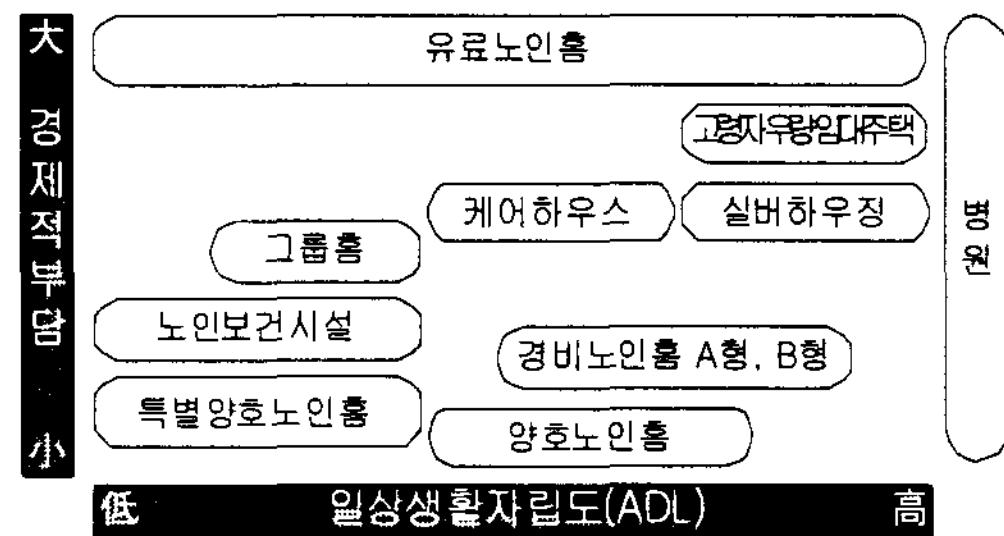 大 경제적부담 小
유료노인홈
고령자우량임대주택
케어하우스
실버하우징
그룹홈
노인보건시설
경비노인홈 A형, B형
특별양호노인홈
양호노인홈
병원
低 일상생활자립도(ADL) 高